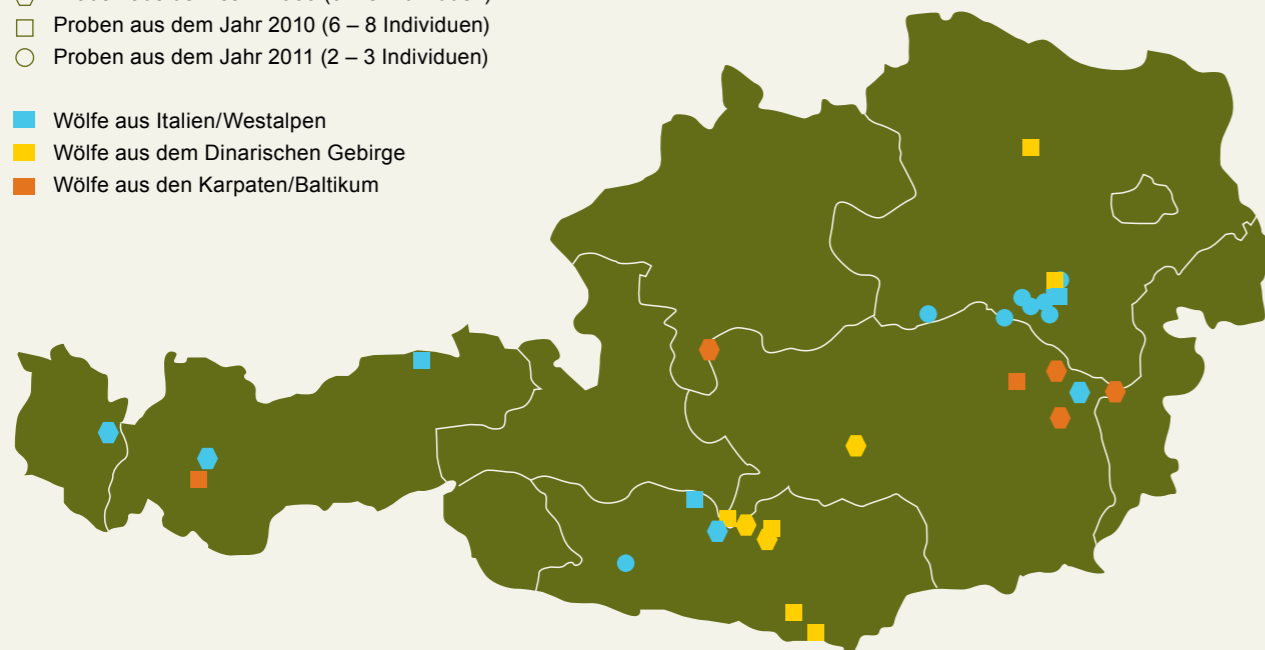 Proben aus dem Jahr 2010 (6 – 8 Individuen)
Proben aus dem Jahr 2011 (2 – 3 Individuen)
Wölfe aus Italien/Westalpen
Wölfe aus dem Dinarischen Gebirge
Wölfe aus den Karpaten/Baltikum